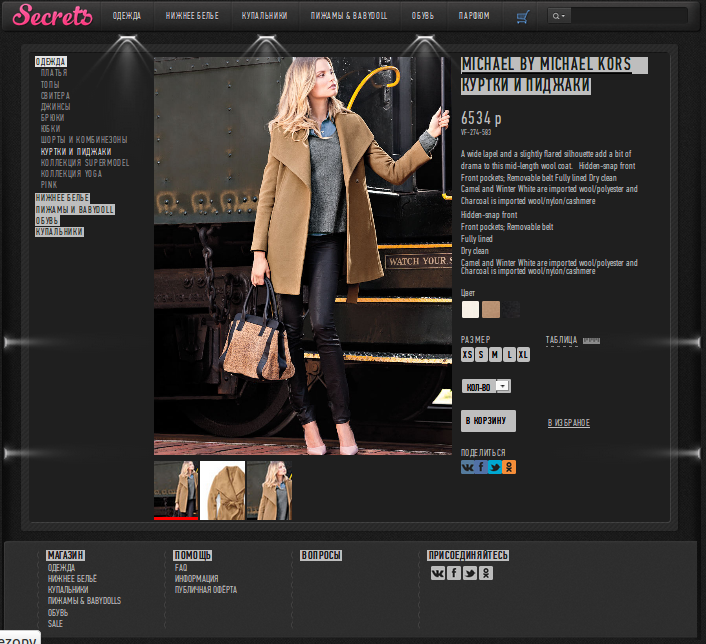 Secrets
ОДЕЖДА НИЖНЕЕ БЕЛЬЕ КУПАЛЬНИКИ ПИЖАМЫ & BABYDOLL ОБУВЬ ПАРФЮМ
ОДЕЖДА
ПЛАТЬЯ
ТОПЫ
СВИТЕРА
ДЖИНСЫ
БРЮКИ
ЮБКИ
ШОРТЫ И КОМБИНЕЗОНЫ
КУРТКИ И ПИДЖАКИ
КОЛЛЕКЦИЯ SUPERMODEL
КОЛЛЕКЦИЯ YOGA
PINK
НИЖНЕЕ БЕЛЬЕ
ПИЖАМЫ И BABYDOLL
ОБУВЬ
КУПАЛЬНИКИ
WATCH YOUR S
MICHAEL BY MICHAEL KORS
КУРТКИ И ПИДЖАКИ
6534 р
VF-274-583
A wide lapel and a slightly flared silhouette add a bit of
drama to this mid-length wool coat. Hidden-snap front
Front pockets; Removable belt Fully lined Dry clean
Camel and Winter White are imported wool/polyester and
Charcoal is imported wool/nylon/cashmere
Hidden-snap front
Front pockets; Removable belt
Fully lined
Dry clean
Camel and Winter White are imported wool/polyester and
Charcoal is imported wool/nylon/cashmere
Цвет
РАЗМЕР ТАБЛИЦА
XS S M L XL
КОЛ-ВО
В КОРЗИНУ В ИЗБРАНОЕ
ПОДЕЛИТЬСЯ
МАГАЗИН
ОДЕЖДА
НИЖНЕЕ БЕЛЬЁ
КУПАЛЬНИКИ
ПИЖАМЫ & BABYDOLLS
ОБУВЬ
SALE
ПОМОЩЬ
FAQ
ИНФОРМАЦИЯ
ПУБЛИЧНАЯ ОФЁРТА
ВОПРОСЫ
ПРИСОЕДИНЯЙТЕСЬ